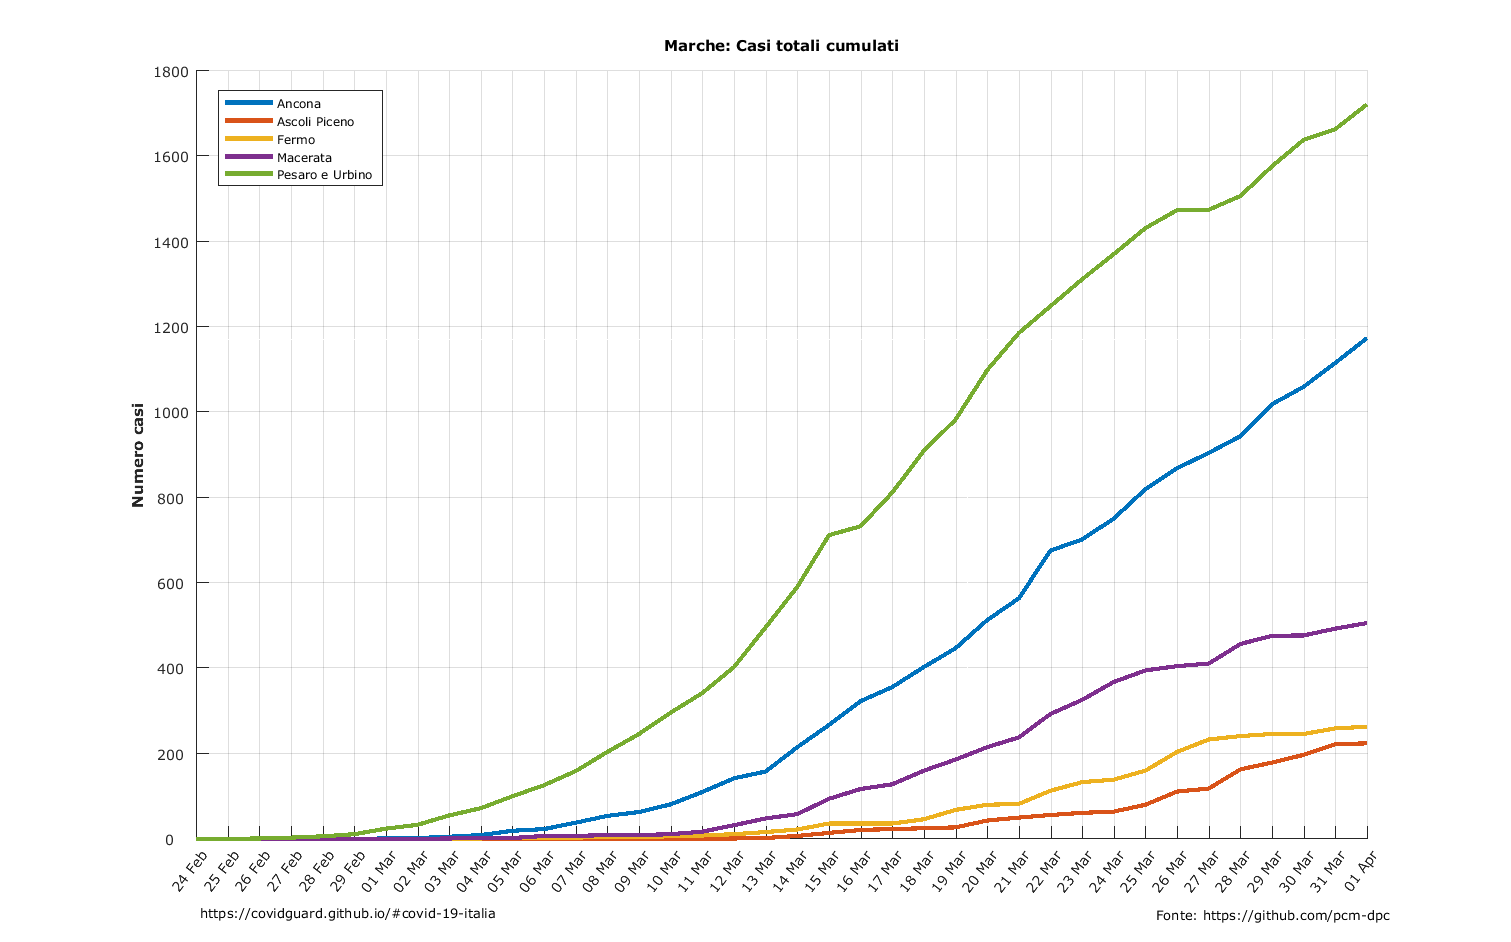 Marche: Casi totali cumulati
1800
1600
1400
1200
1000
800
600
400
200
0
Numero casi
Ancona
Ascoli Piceno
Fermo
Macerata
Pesaro e Urbino
24 Feb
25 Feb
26 Feb
27 Feb
28 Feb
29 Feb
01 Mar
02 Mar
03 Mar
04 Mar
05 Mar
06 Mar
07 Mar
08 Mar
09 Mar
10 Mar
11 Mar
12 Mar
13 Mar
14 Mar
15 Mar
16 Mar
17 Mar
18 Mar
19 Mar
20 Mar
21 Mar
22 Mar
23 Mar
24 Mar
25 Mar
26 Mar
27 Mar
28 Mar
29 Mar
30 Mar
31 Mar
01 Apr
https://covidguard.github.io/#covid-19-italia
Fonte: https://github.com/pcm-dpc